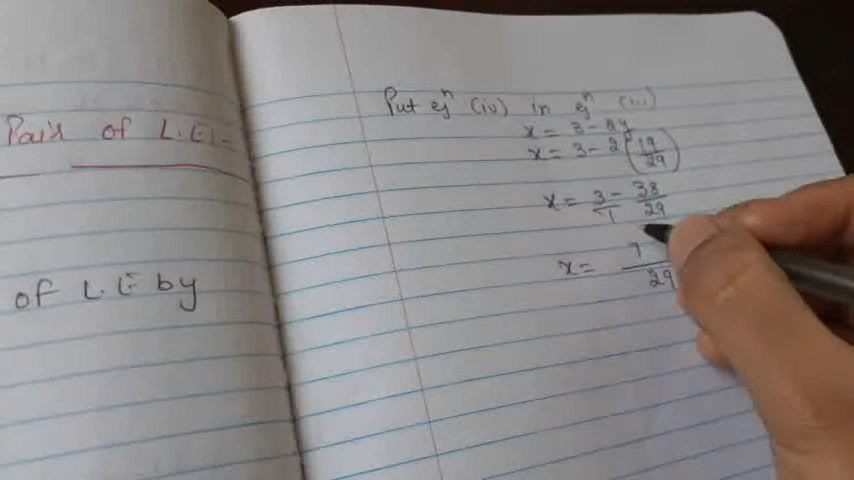 Pair of L.E :-
of L.E by
Put eqⁿ (iv) in eqⁿ (iii)
x = 3 - 2y
x = 3 - 2 (19/29)
x = 3/1 - 38/29
x = 7/29